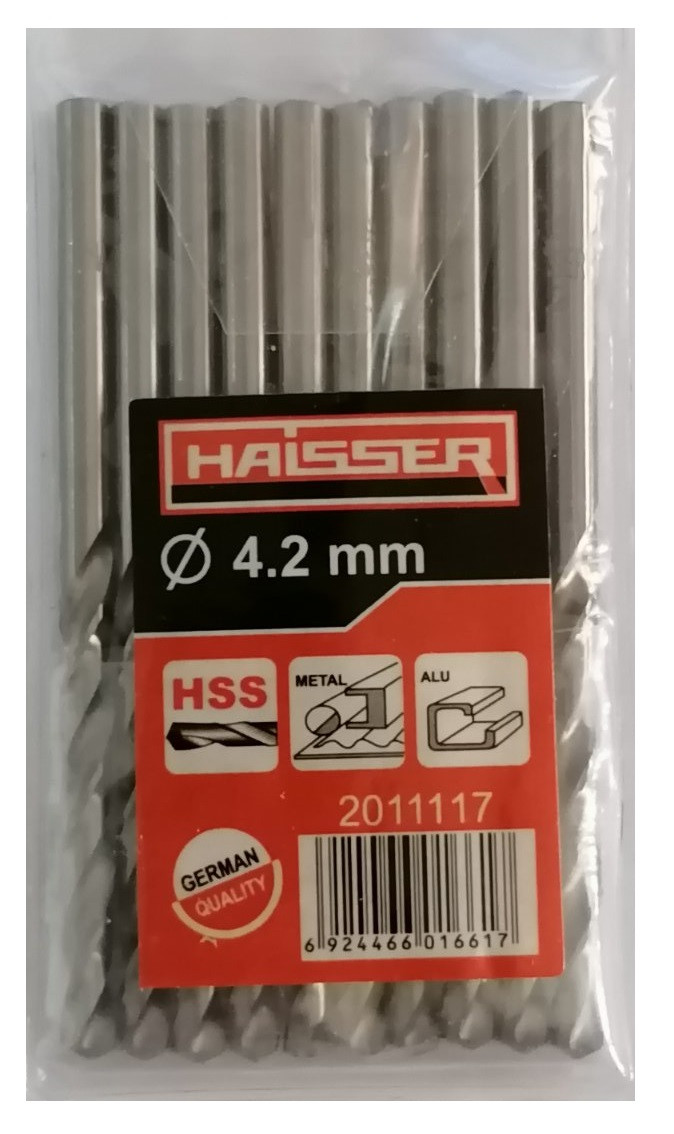 HAISSER
Ø 4.2 mm
HSS
METAL
ALU
2011117
GERMAN
QUALITY
6 924466 016617